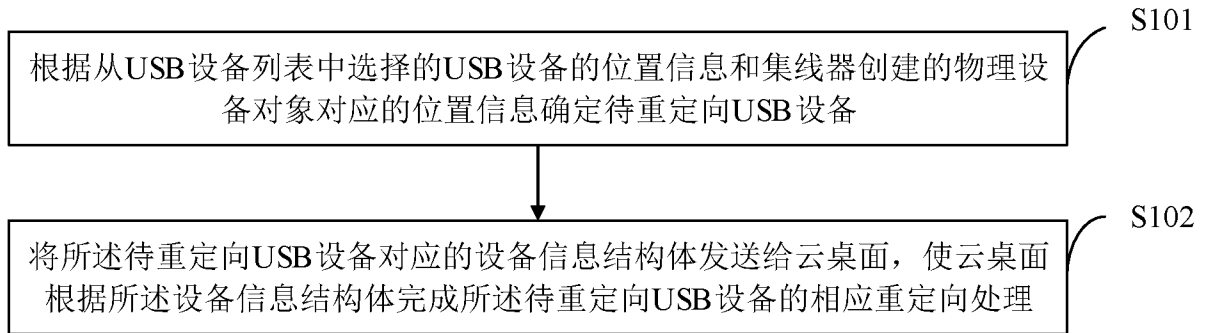 S101
根据从USB设备列表中选择的USB设备的位置信息和集线器创建的物理设
备对象对应的位置信息确定待重定向USB设备
S102
将所述待重定向USB设备对应的设备信息结构体发送给云桌面，使云桌面
根据所述设备信息结构体完成所述待重定向USB设备的相应重定向处理